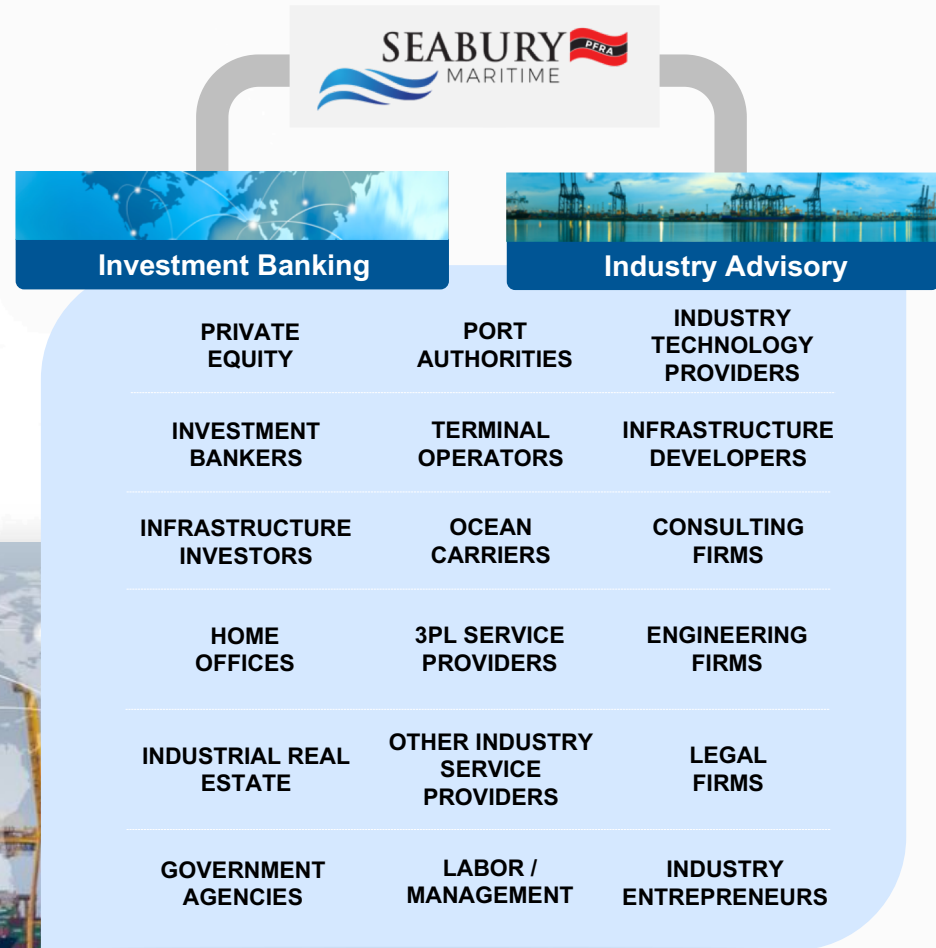 SEABURY PFRA
MARITIME
Investment Banking
Industry Advisory
PRIVATE
EQUITY
PORT
AUTHORITIES
INDUSTRY
TECHNOLOGY
PROVIDERS
INVESTMENT
BANKERS
TERMINAL
OPERATORS
INFRASTRUCTURE
DEVELOPERS
INFRASTRUCTURE
INVESTORS
OCEAN
CARRIERS
CONSULTING
FIRMS
HOME
OFFICES
3PL SERVICE
PROVIDERS
ENGINEERING
FIRMS
INDUSTRIAL REAL
ESTATE
OTHER INDUSTRY
SERVICE
PROVIDERS
LEGAL
FIRMS
GOVERNMENT
AGENCIES
LABOR /
MANAGEMENT
INDUSTRY
ENTREPRENEURS